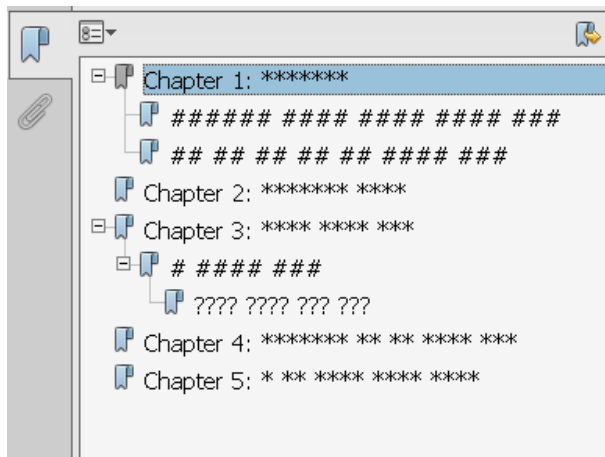 Chapter 1: *******
###### #### #### #### ###
## ## ## ## ## #### ###
Chapter 2: ******* ****
Chapter 3: **** **** ***
# #### ###
???? ???? ??? ???
Chapter 4: ******* ** ** **** ***
Chapter 5: * ** **** **** ****